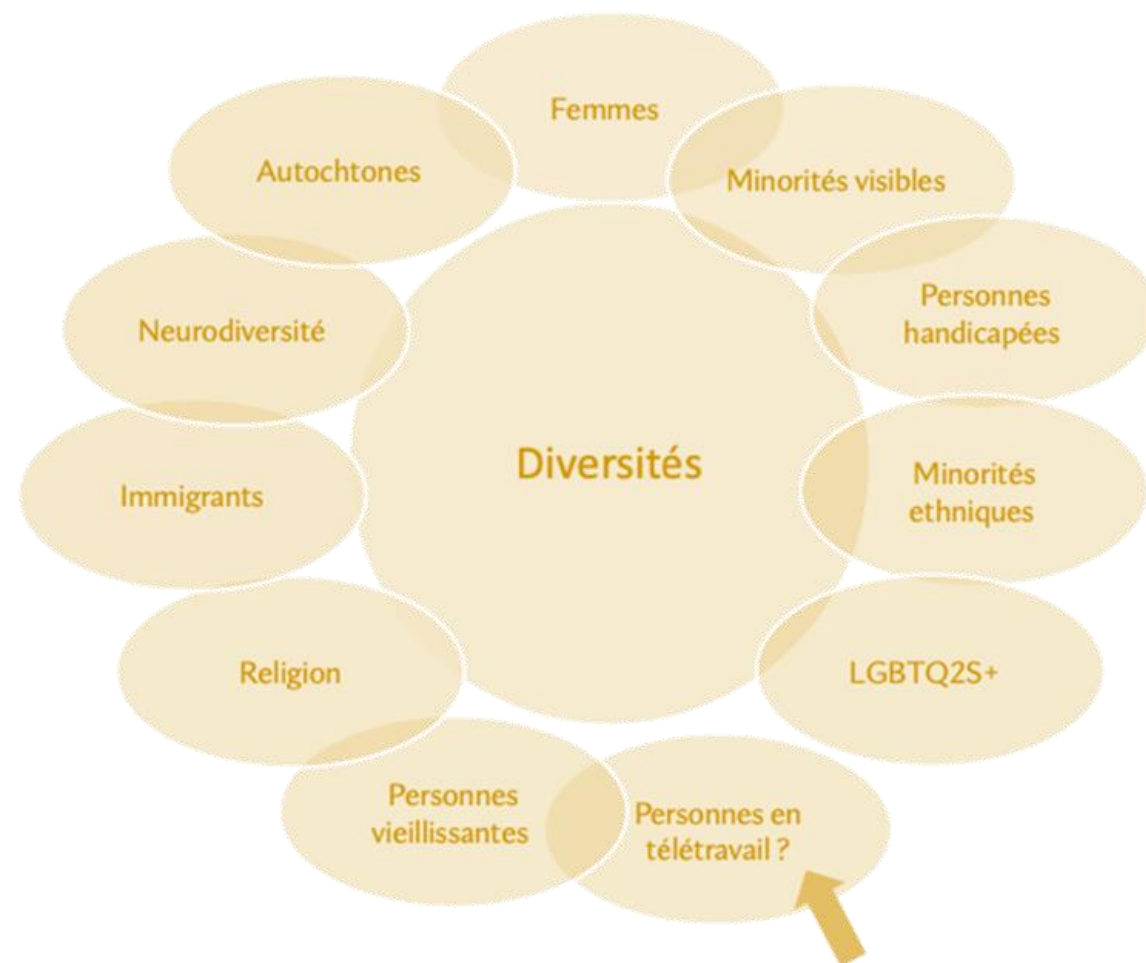 Femmes
Autochtones
Minorités visibles
Personnes
handicapées
Neurodiversité
Diversités
Minorités
ethniques
Immigrants
Religion
LGBTQ2S+
Personnes
vieillissantes
Personnes en
télétravail ?